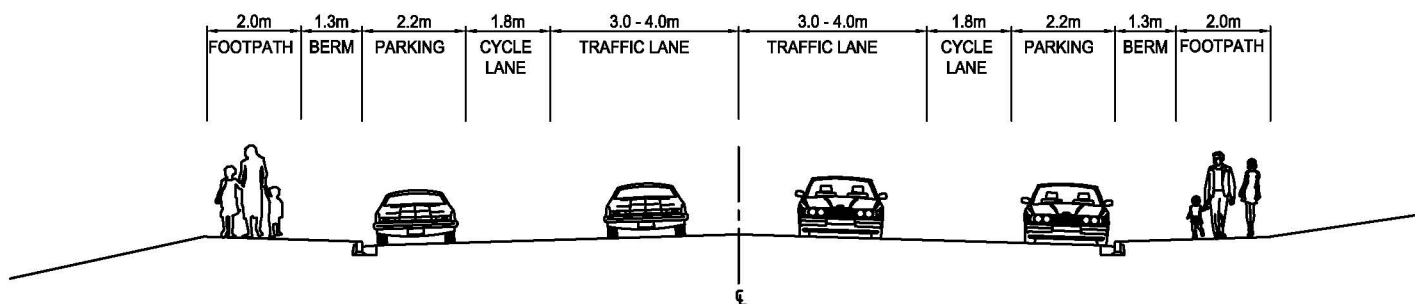 2.0m 1.3m 2.2m 1.8m 3.0 - 4.0m 3.0 - 4.0m 1.8m 2.2m 1.3m 2.0m
FOOTPATH BERM PARKING CYCLE TRAFFIC LANE TRAFFIC LANE CYCLE PARKING BERM FOOTPATH
LANE LANE
℄